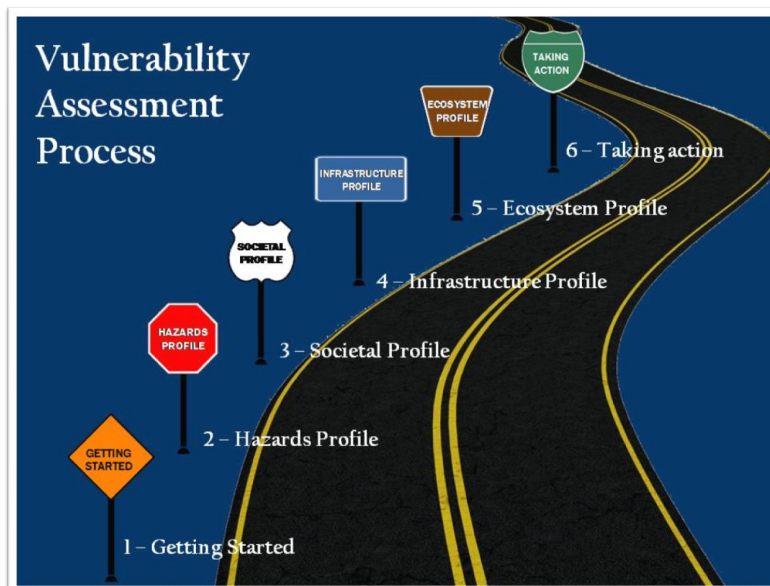 Vulnerability
Assessment
Process
TAKING
ACTION
6 – Taking action
ECOSYSTEM
PROFILE
5 – Ecosystem Profile
INFRASTRUCTURE
PROFILE
4 – Infrastructure Profile
SOCIETAL
PROFILE
3 – Societal Profile
HAZARDS
PROFILE
2 – Hazards Profile
GETTING
STARTED
1 – Getting Started